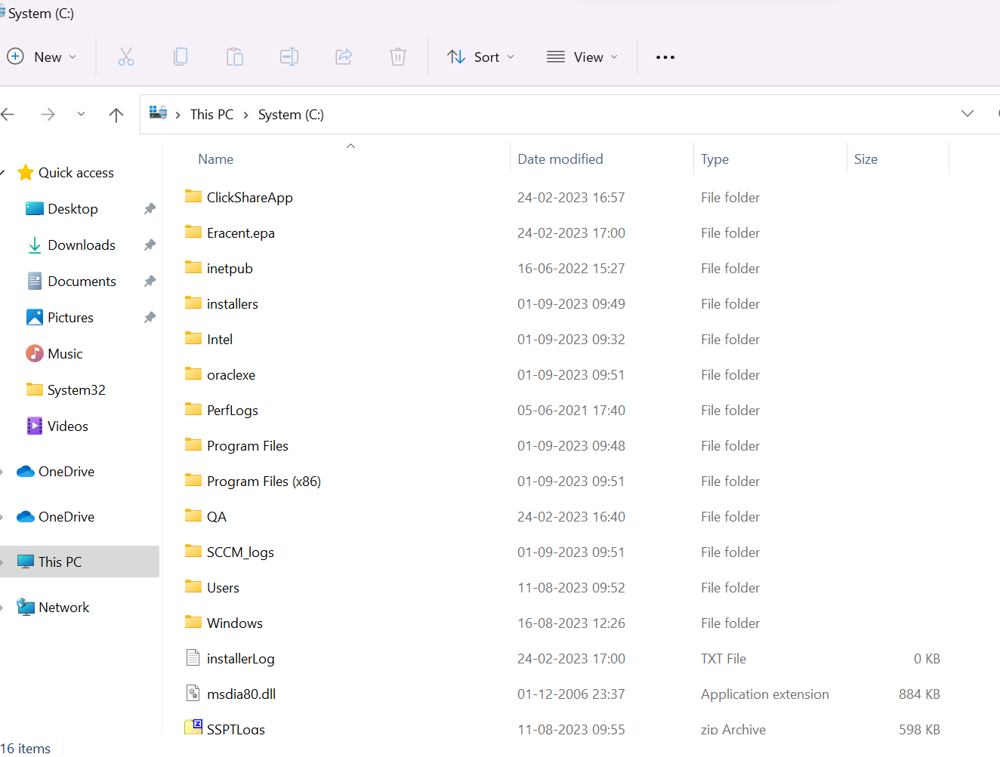 System (C:)
New
Sort
View
This PC > System (C:)
Name Date modified Type Size
Quick access
Desktop
Downloads
Documents
Pictures
Music
System32
Videos
OneDrive
OneDrive
This PC
Network
ClickShareApp 24-02-2023 16:57 File folder
Eracent.epa 24-02-2023 17:00 File folder
inetpub 16-06-2022 15:27 File folder
installers 01-09-2023 09:49 File folder
Intel 01-09-2023 09:32 File folder
oraclexe 01-09-2023 09:51 File folder
PerfLogs 05-06-2021 17:40 File folder
Program Files 01-09-2023 09:48 File folder
Program Files (x86) 01-09-2023 09:51 File folder
QA 24-02-2023 16:40 File folder
SCCM_logs 01-09-2023 09:51 File folder
Users 11-08-2023 09:52 File folder
Windows 16-08-2023 12:26 File folder
installerLog 24-02-2023 17:00 TXT File 0 KB
msdia80.dll 01-12-2006 23:37 Application extension 884 KB
SSPTLogs 11-08-2023 09:55 zip Archive 598 KB
16 items